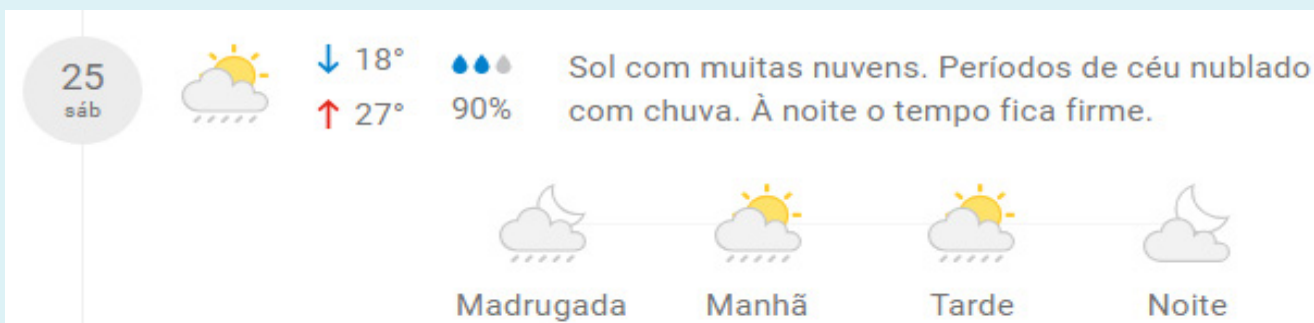 25
sáb
↓ 18°
↑ 27°
90%
Sol com muitas nuvens. Períodos de céu nublado
com chuva. À noite o tempo fica firme.
Madrugada Manhã Tarde Noite